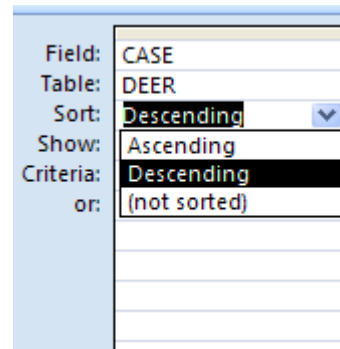 Field: CASE
Table: DEER
Sort: Descending
Show: Ascending
Criteria: Descending
or: (not sorted)